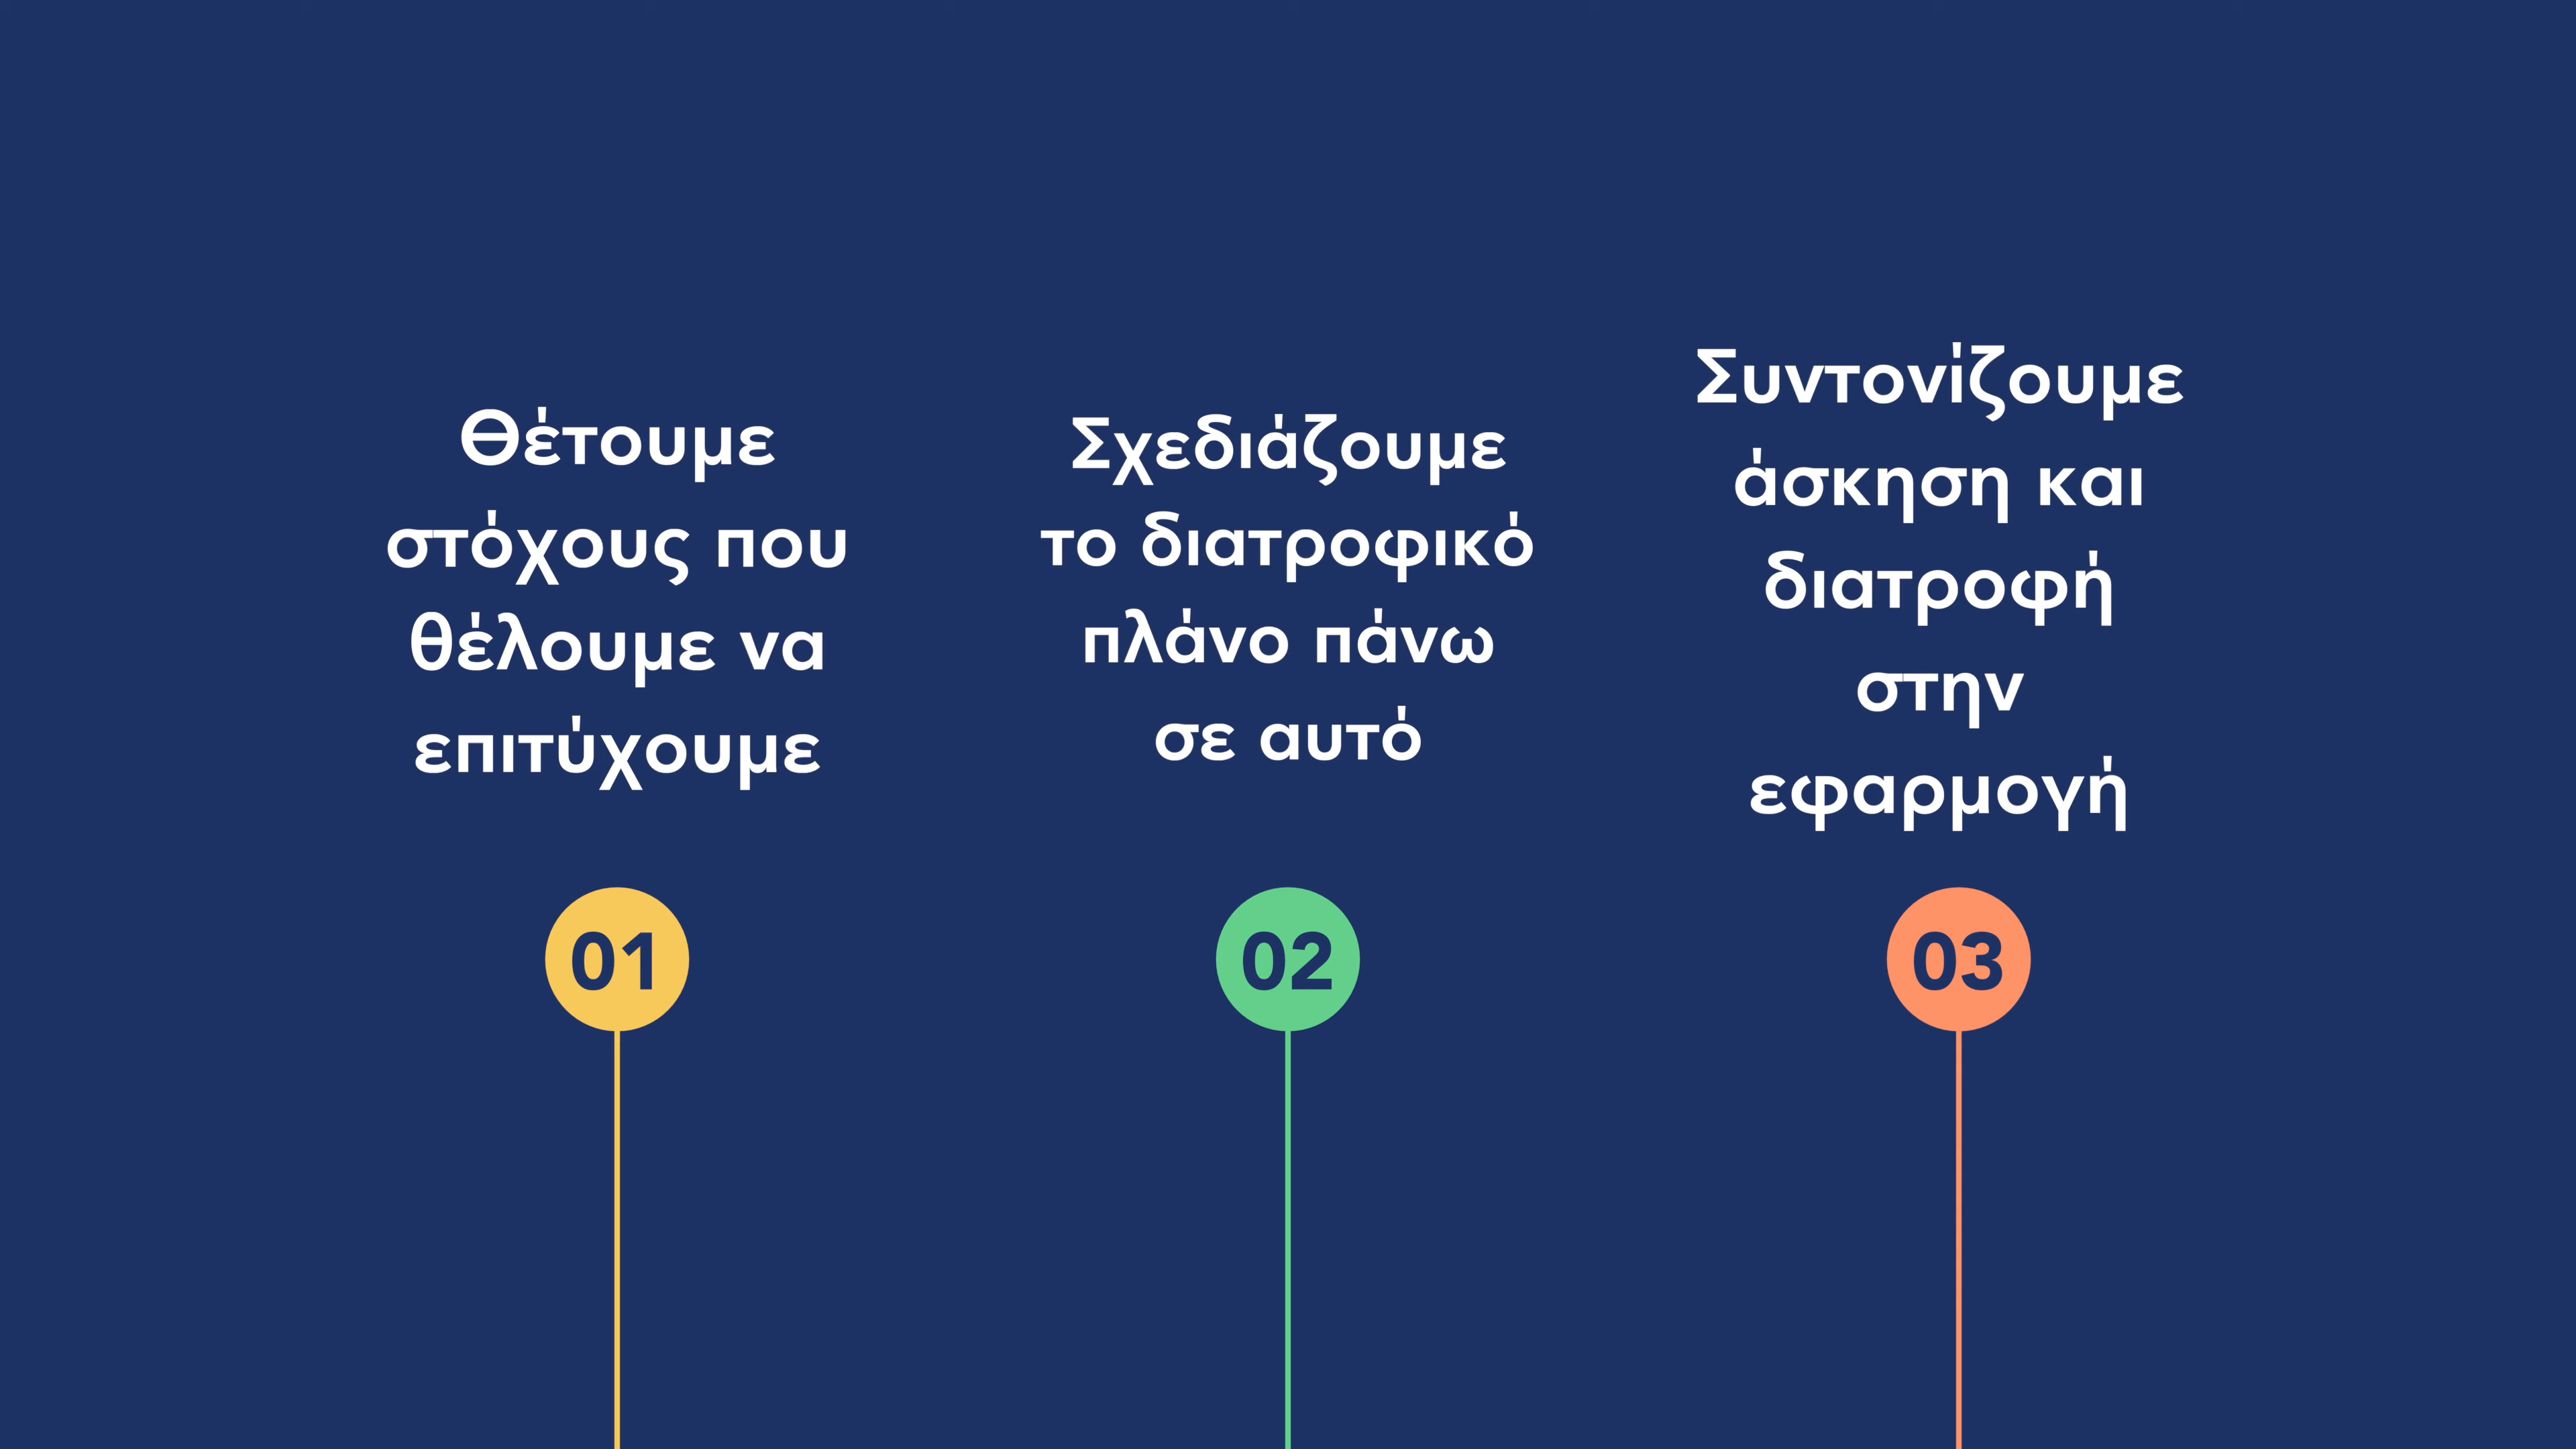 Θέτουμε
στόχους που
θέλουμε να
επιτύχουμε
01
Σχεδιάζουμε
το διατροφικό
πλάνο πάνω
σε αυτό
02
Συντονίζουμε
άσκηση και
διατροφή
στην
εφαρμογή
03